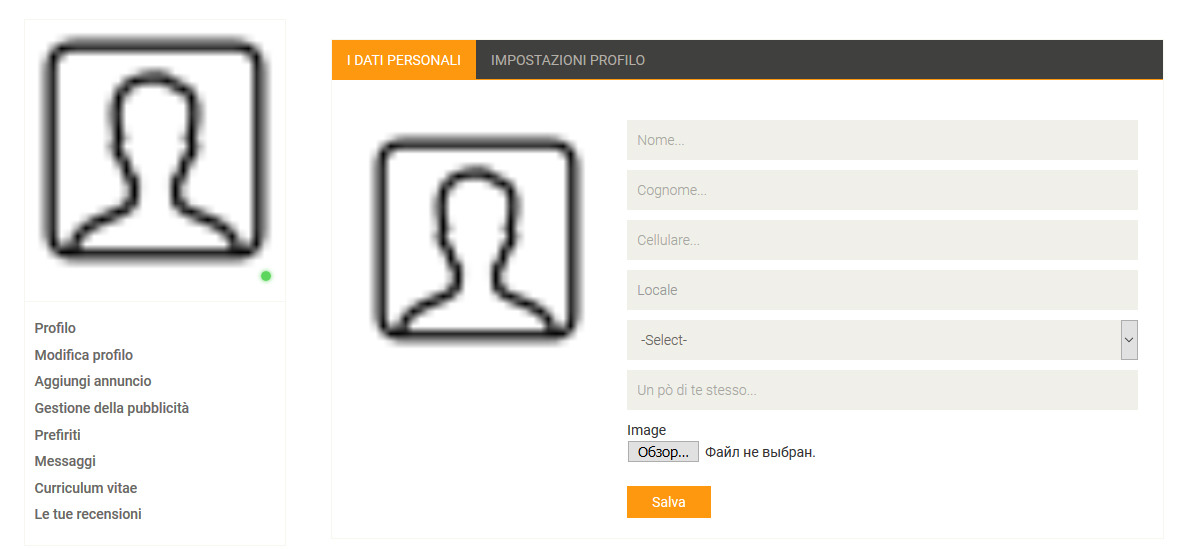 I DATI PERSONALI IMPOSTAZIONI PROFILO
Nome...
Cognome...
Cellulare...
Locale
-Select-
Un pò di te stesso...
Image
Обзор... Файл не выбран.
Salva
Profilo
Modifica profilo
Aggiungi annuncio
Gestione della pubblicità
Prefiriti
Messaggi
Curriculum vitae
Le tue recensioni